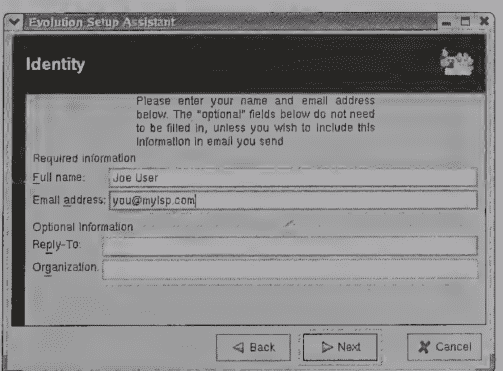 Evolution Setup Assistant
Identity
Please enter your name and email address
below. The "optional" fields below do not need
to be filled in, unless you wish to include this
information in email you send
Required information
Full name: Joe User
Email address: you@myisp.com
Optional Information
Reply-To:
Organization:
Back Next Cancel